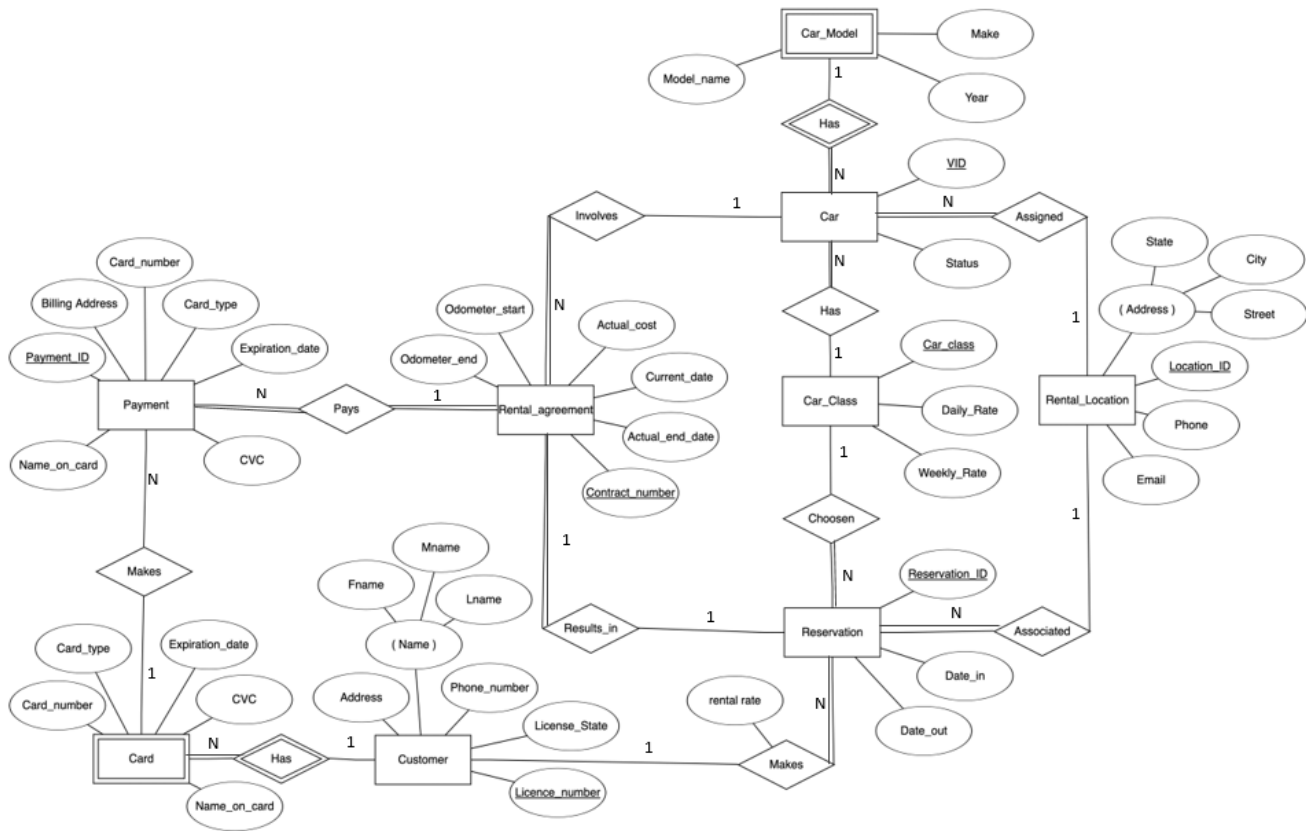 Car_Model
Make
Model_name
1
Year
Has
N
VID
Involves
1
Car
N
Assigned
Status
N
State
City
( Address )
Street
Card_number
Billing Address
Card_type
Payment_ID
Expiration_date
Payment
Name_on_card
CVC
N
Pays
1
N
Odometer_start
Actual_cost
Odometer_end
Current_date
Rental_agreement
Actual_end_date
Contract_number
Has
1
Car_class
Car_Class
Daily_Rate
Weekly_Rate
1
1
Location_ID
Rental_Location
Phone
Email
1
Choosen
N
N
Makes
1
1
Mname
Fname
Lname
( Name )
Results_in
1
Reservation_ID
Reservation
N
Associated
Date_in
Date_out
N
Card_type
Expiration_date
Card_number
CVC
Card
Name_on_card
N
Has
1
Address
Phone_number
License_State
Customer
Licence_number
1
rental rate
Makes